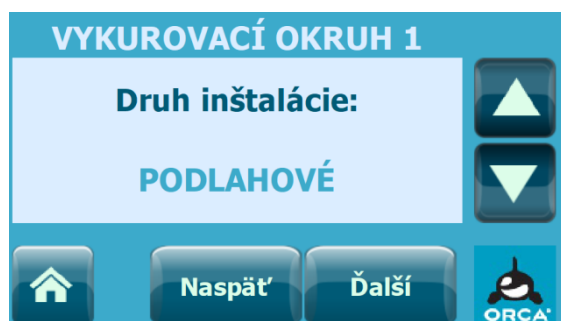 VYKUROVACÍ OKRUH 1
Druh inštalácie:
PODLAHOVÉ
Naspäť
Ďalší
ORCA